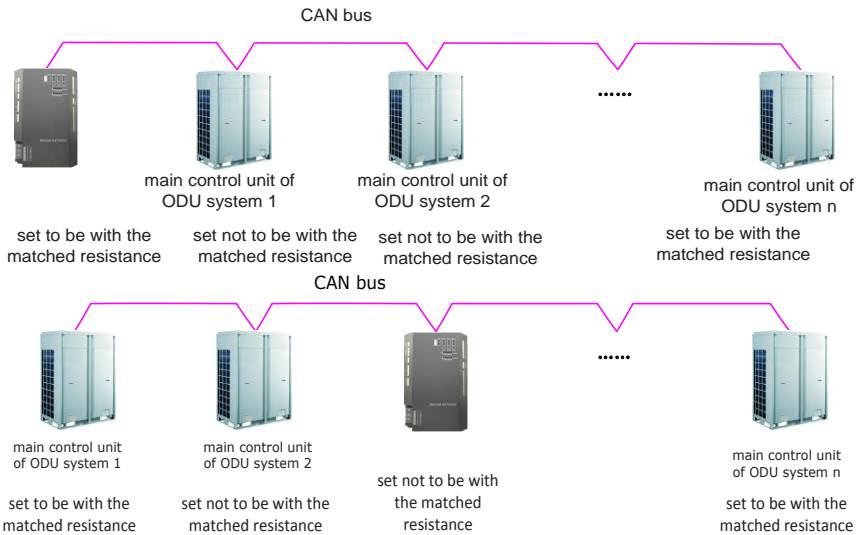 CAN bus
......
main control unit of
ODU system 1
main control unit of
ODU system 2
main control unit of
ODU system n
set to be with the
matched resistance
set not to be with the
matched resistance
set not to be with the
matched resistance
set to be with the
matched resistance
CAN bus
......
main control unit
of ODU system 1
main control unit
of ODU system 2
main control unit
of ODU system n
set to be with the
matched resistance
set not to be with the
matched resistance
set not to be with
the matched
resistance
set to be with the
matched resistance